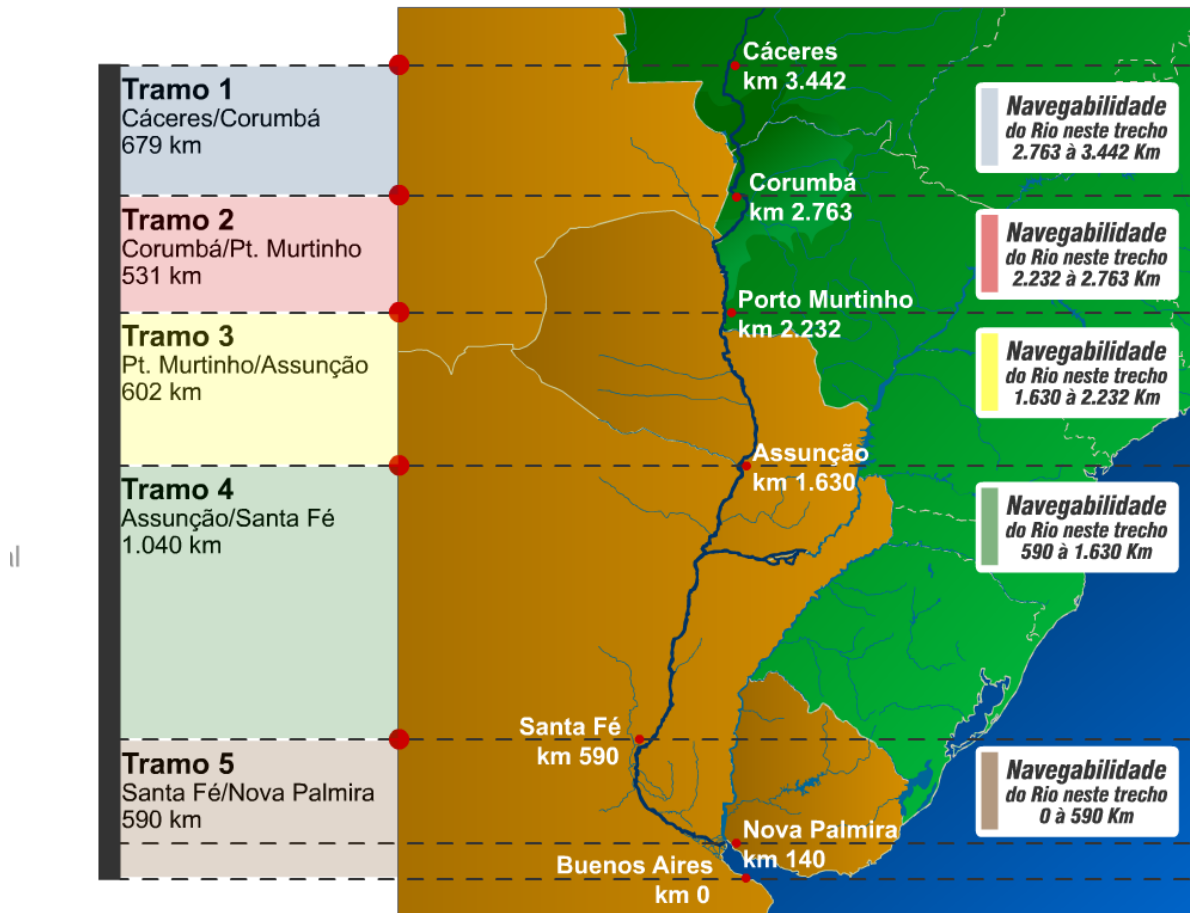 Tramo 1
Cáceres/Corumbá
679 km
Tramo 2
Corumbá/Pt. Murtinho
531 km
Tramo 3
Pt. Murtinho/Assunção
602 km
Tramo 4
Assunção/Santa Fé
1.040 km
Tramo 5
Santa Fé/Nova Palmira
590 km
Cáceres
km 3.442
Corumbá
km 2.763
Porto Murtinho
km 2.232
Assunção
km 1.630
Santa Fé
km 590
Nova Palmira
km 140
Buenos Aires
km 0
Navegabilidade
do Rio neste trecho
2.763 à 3.442 Km
Navegabilidade
do Rio neste trecho
2.232 à 2.763 Km
Navegabilidade
do Rio neste trecho
1.630 à 2.232 Km
Navegabilidade
do Rio neste trecho
590 à 1.630 Km
Navegabilidade
do Rio neste trecho
0 à 590 Km